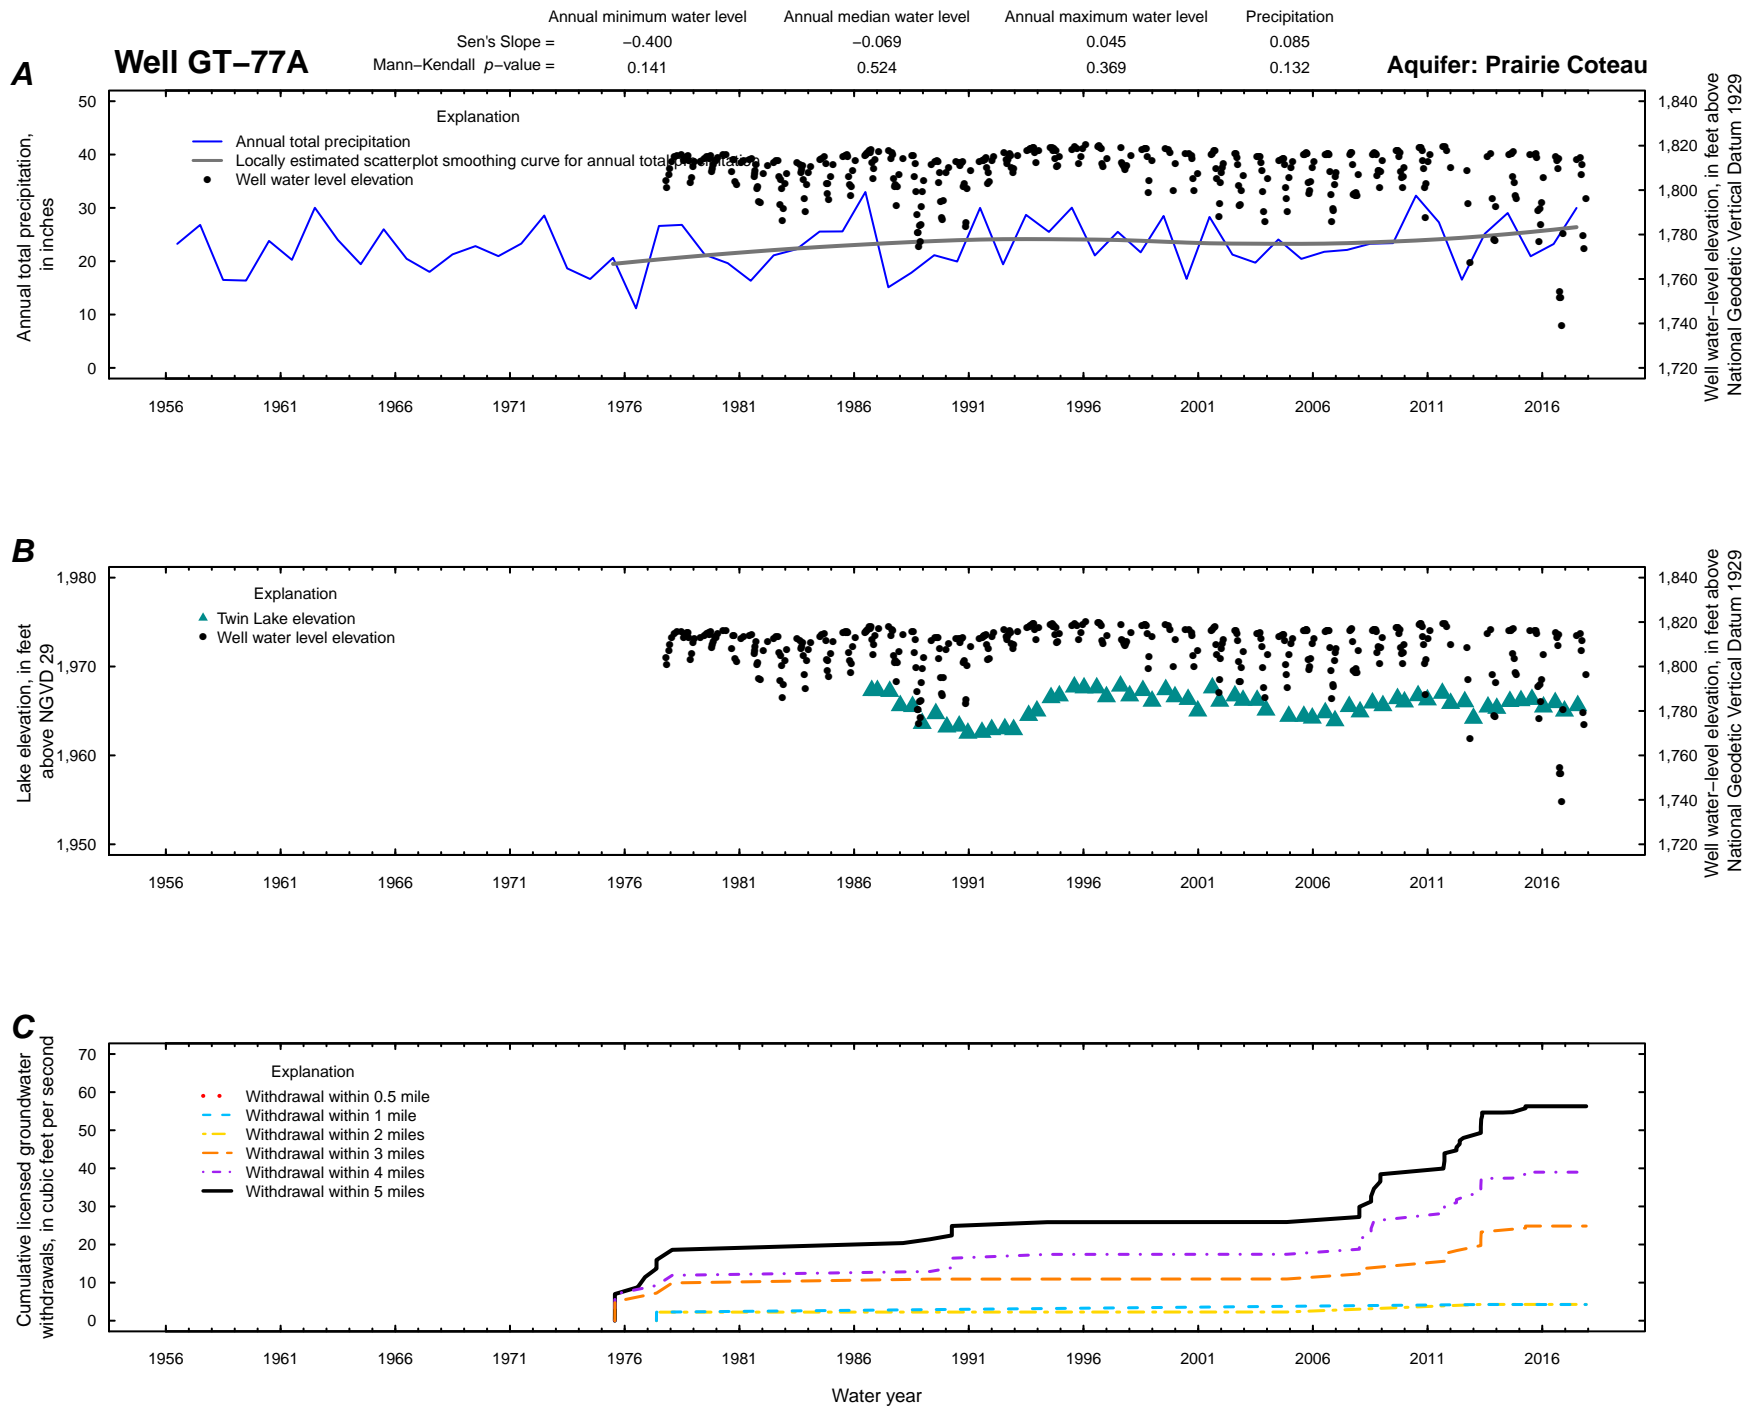 Annual minimum water level Annual median water level Annual maximum water level Precipitation
Sen's Slope = −0.400 −0.069 0.045 0.085
Mann−Kendall p−value = 0.141 0.524 0.369 0.132
Well GT−77A
Aquifer: Prairie Coteau
A
Annual total precipitation,
in inches
50
40
30
20
10
0
Explanation
Annual total precipitation
Locally estimated scatterplot smoothing curve for annual total precipitation
Well water level elevation
1,840
1,820
1,800
1,780
1,760
1,740
1,720
Well water−level elevation, in feet above
National Geodetic Vertical Datum 1929
1956 1961 1966 1971 1976 1981 1986 1991 1996 2001 2006 2011 2016
B
Lake elevation, in feet
above NGVD 29
1,980
1,970
1,960
1,950
Explanation
Twin Lake elevation
Well water level elevation
1,840
1,820
1,800
1,780
1,760
1,740
1,720
Well water−level elevation, in feet above
National Geodetic Vertical Datum 1929
1956 1961 1966 1971 1976 1981 1986 1991 1996 2001 2006 2011 2016
C
Cumulative licensed groundwater
withdrawals, in cubic feet per second
70
60
50
40
30
20
10
0
Explanation
Withdrawal within 0.5 mile
Withdrawal within 1 mile
Withdrawal within 2 miles
Withdrawal within 3 miles
Withdrawal within 4 miles
Withdrawal within 5 miles
1956 1961 1966 1971 1976 1981 1986 1991 1996 2001 2006 2011 2016
Water year